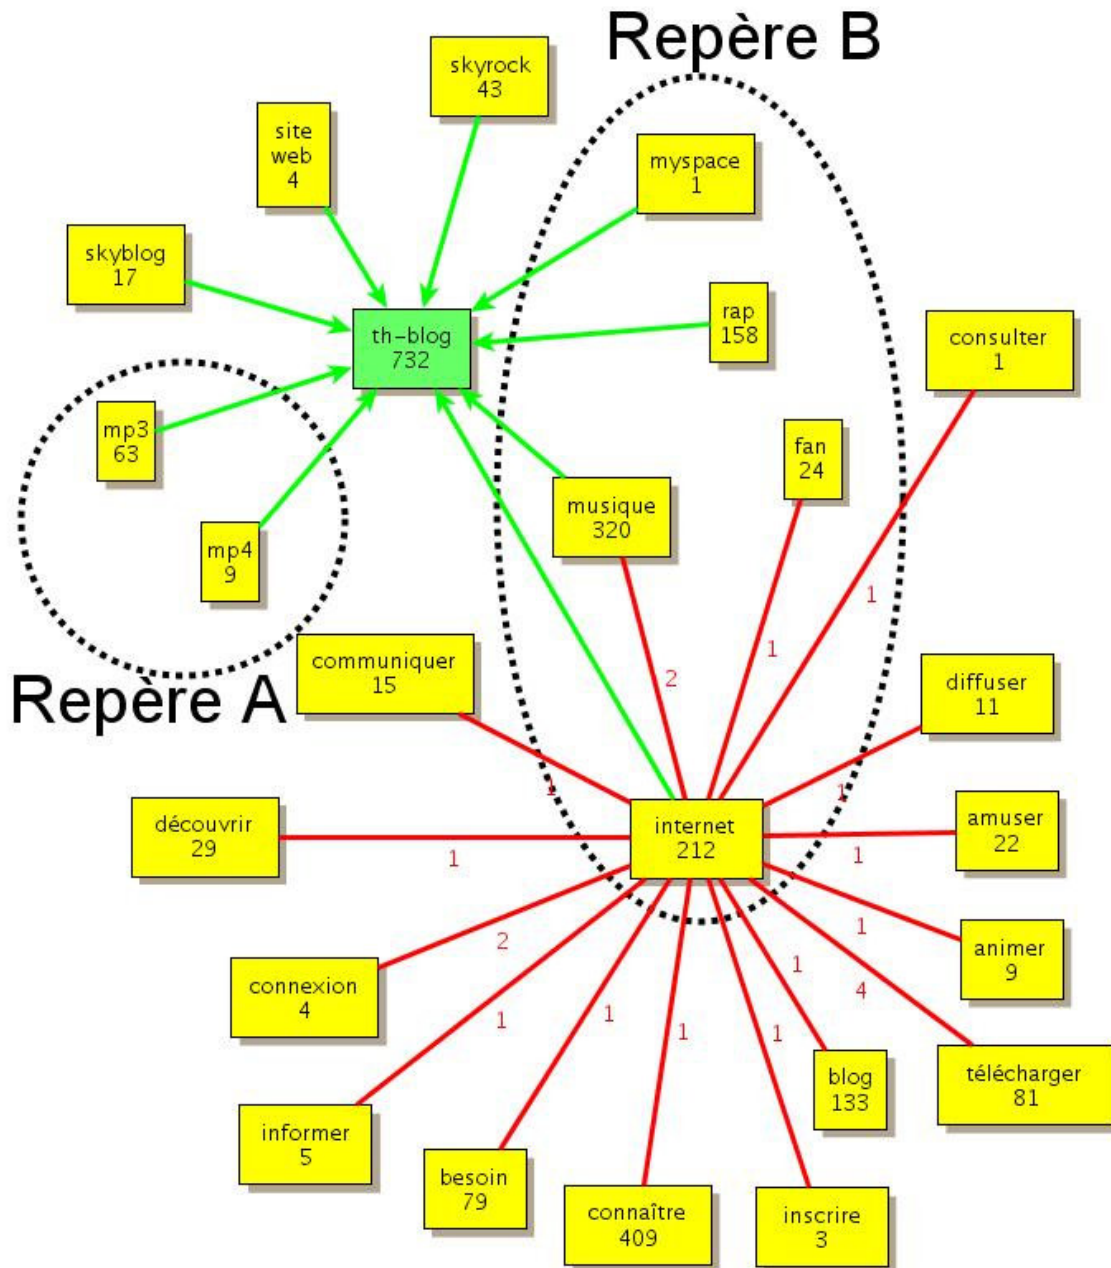 Repère B
skyrock
43
site
web
4
myspace
1
skyblog
17
rap
158
th-blog
732
consulter
1
mp3
63
fan
24
musique
320
mp4
9
1
communiquer
15
1
2
diffuser
11
Repère A
1
1
découvrir
29
internet
212
amuser
22
1
1
2
1
animer
9
connexion
4
1
4
1
1
1
1
blog
133
télécharger
81
informer
5
besoin
79
connaître
409
inscrire
3